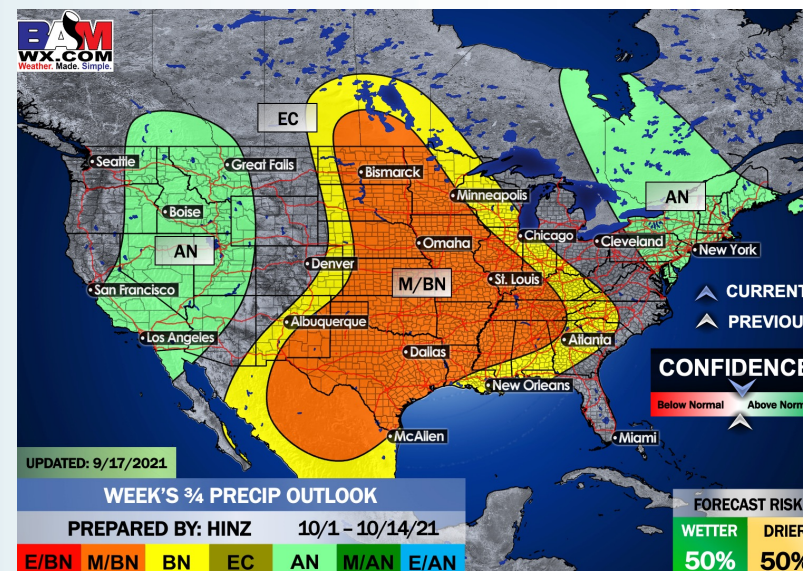 BAM
WX.COM
Weather. Made. Simple.
EC
Seattle
Great Falls
Bismarck
Minneapolis
AN
Boise
AN
Omaha
Chicago
Cleveland
New York
Denver
M/BN
St. Louis
San Francisco
CURRENT
Albuquerque
PREVIOU
Los Angeles
Atlanta
Dallas
CONFIDENCE
New Orleans
Below Normal
Above Norm
McAllen
Miami
UPDATED: 9/17/2021
WEEK'S ¾ PRECIP OUTLOOK
FORECAST RISK
PREPARED BY: HINZ 10/1 – 10/14/21
WETTER
DRIER
E/BN M/BN BN EC AN M/AN E/AN
50%
50%